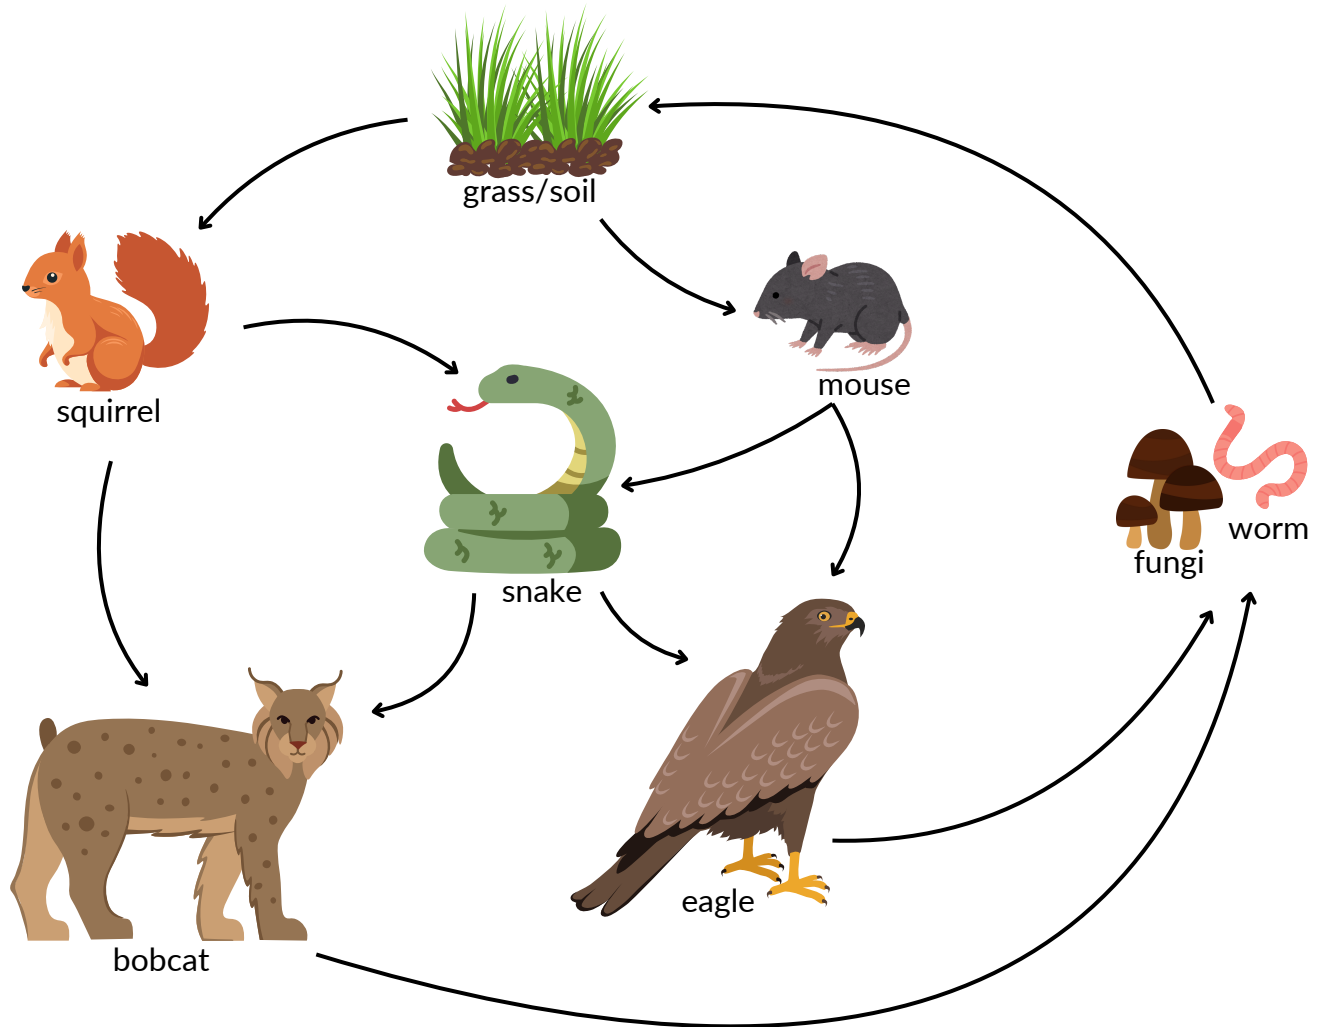 grass/soil
mouse
squirrel
worm
fungi
snake
eagle
bobcat